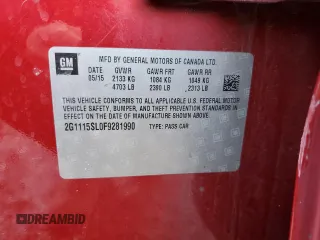 GM
MFD BY GENERAL MOTORS OF CANADA LTD.
DATE GVWR GAWR FRT GAWR RR
05/15 2133 KG 1084 KG 1049 KG
4703 LB 2390 LB 2313 LB
THIS VEHICLE CONFORMS TO ALL APPLICABLE U.S. FEDERAL MOTOR
VEHICLE SAFETY, BUMPER, AND THEFT PREVENTION STANDARDS
IN EFFECT ON THE DATE OF MANUFACTURE SHOWN ABOVE.
2G1115SL0F9281990 TYPE: PASS CAR
DREAMBID